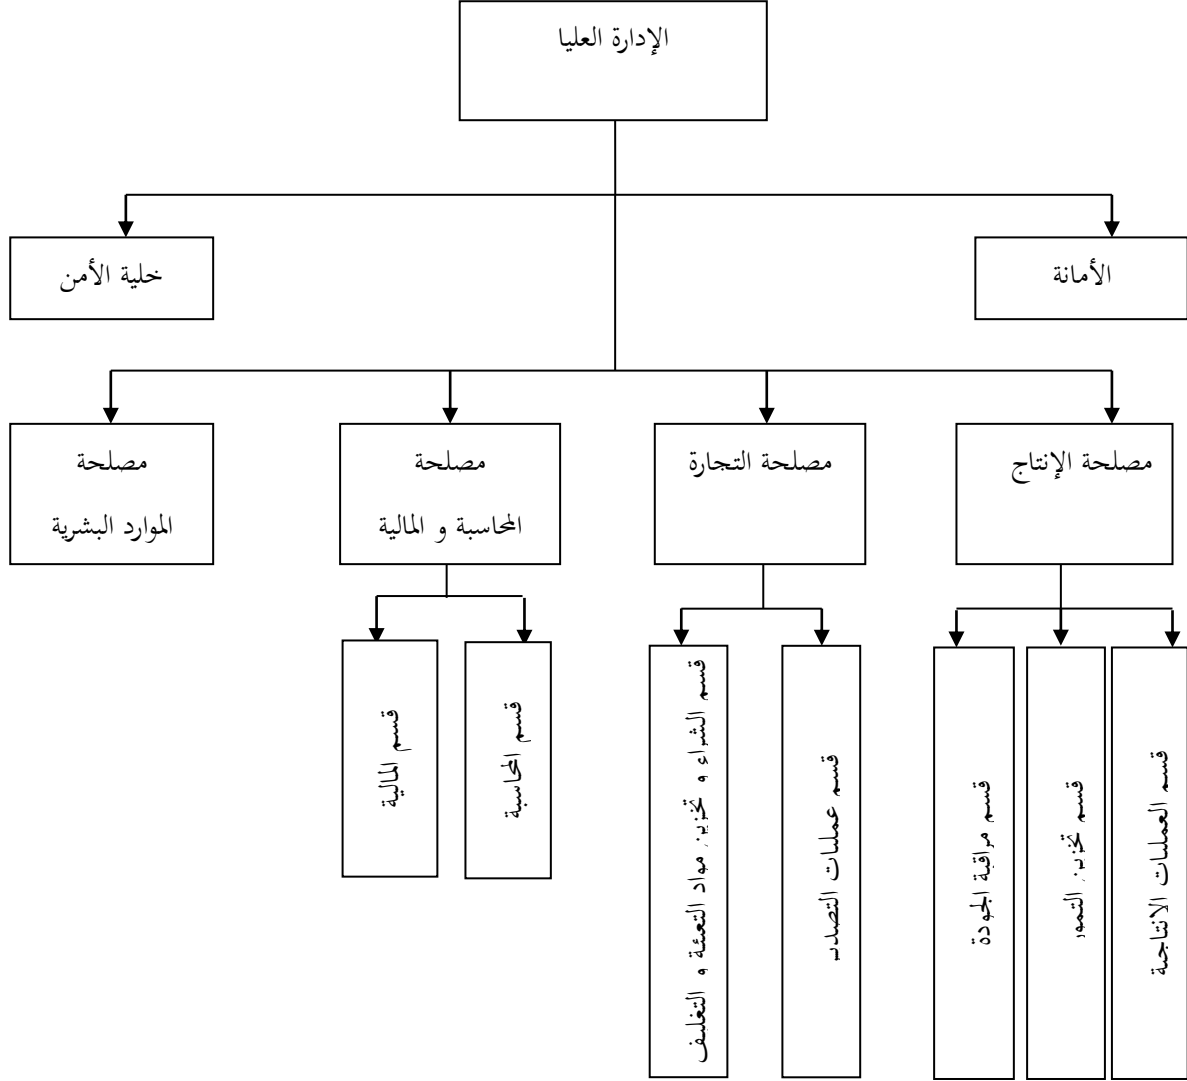 الإدارة العليا
الأمانة
خلية الأمن
مصلحة الإنتاج
مصلحة التجارة
مصلحة
المحاسبة و المالية
مصلحة
الموارد البشرية
قسم العمليات الانتاجية
قسم تخزين التمور
قسم مراقبة الجودة
قسم عمليات التصدير
قسم الشراء و تخزين مواد التعبئة و التغليف
قسم المحاسبة
قسم المالية